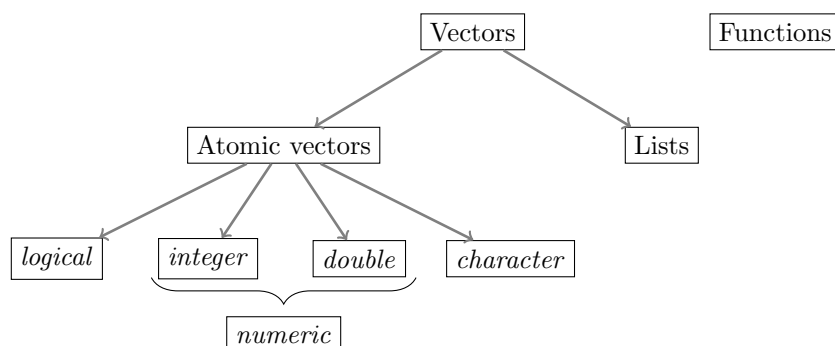 Vectors
Functions
Atomic vectors
Lists
logical
integer
double
character
numeric